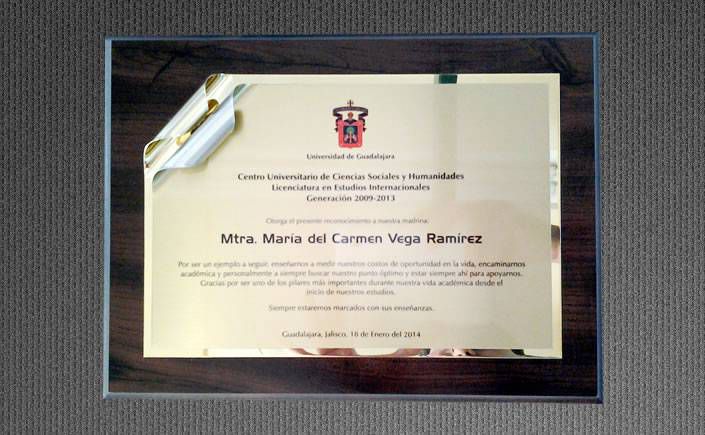 Universidad de Guadalajara
Centro Universitario de Ciencias Sociales y Humanidades
Licenciatura en Estudios Internacionales
Generación 2009-2013
Otorga el presente reconocimiento a nuestra madrina:
Mtra. María del Carmen Vega Ramírez
Por ser un ejemplo a seguir, enseñarnos a medir nuestros costos de oportunidad en la vida, encaminarnos
académica y personalmente a siempre buscar nuestro punto óptimo y estar siempre ahí para apoyarnos.
Gracias por ser uno de los pilares más importantes durante nuestra vida académica desde el
inicio de nuestros estudios.
Siempre estaremos marcados con sus enseñanzas.
Guadalajara, Jalisco, 16 de Enero del 2014